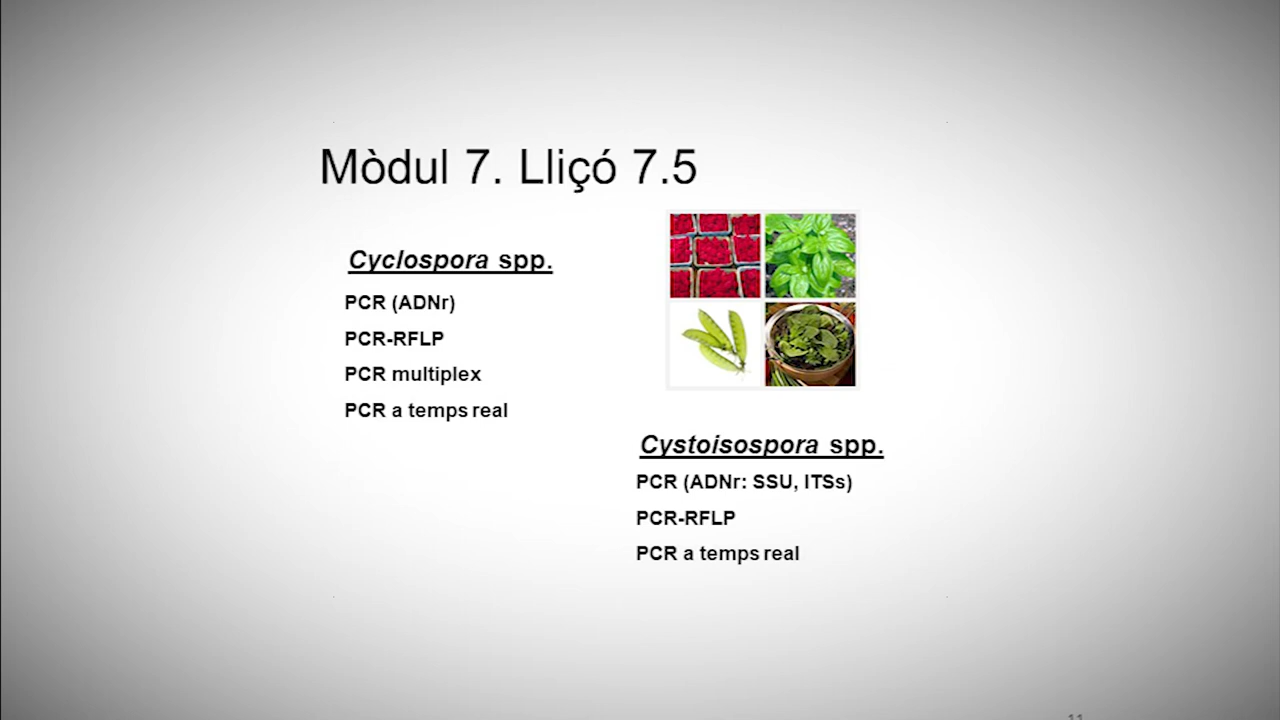 Mòdul 7. Lliçó 7.5
Cyclospora spp.
PCR (ADNr)
PCR-RFLP
PCR multiplex
PCR a temps real
Cystoisospora spp.
PCR (ADNr: SSU, ITSs)
PCR-RFLP
PCR a temps real